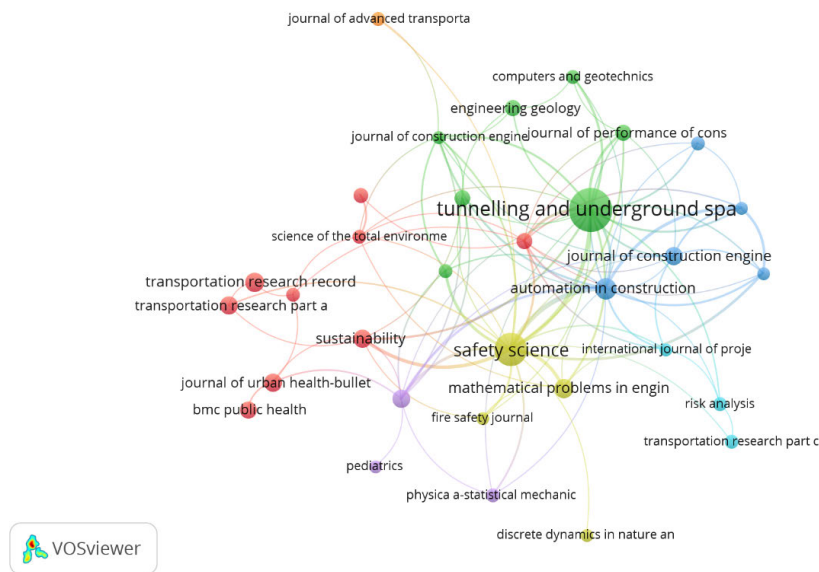 journal of advanced transporta
computers and geotechnics
engineering geology
journal of construction engine
journal of performance of cons
tunnelling and underground spa
science of the total environme
journal of construction engine
transportation research record
automation in construction
transportation research part a
sustainability
safety science
international journal of proje
journal of urban health-bullet
mathematical problems in engin
bmc public health
fire safety journal
risk analysis
transportation research part c
pediatrics
physica a-statistical mechanic
discrete dynamics in nature an
VOSviewer